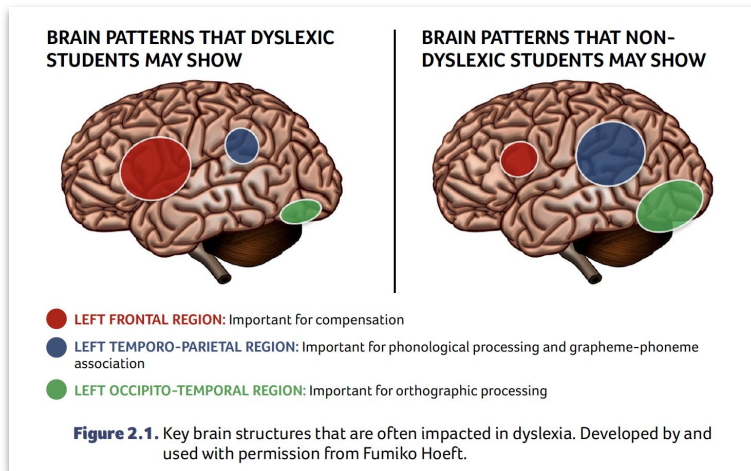 BRAIN PATTERNS THAT DYSLEXIC
STUDENTS MAY SHOW
BRAIN PATTERNS THAT NON-
DYSLEXIC STUDENTS MAY SHOW
LEFT FRONTAL REGION: Important for compensation
LEFT TEMPORO-PARIETAL REGION: Important for phonological processing and grapheme-phoneme
association
LEFT OCCIPITO-TEMPORAL REGION: Important for orthographic processing
Figure 2.1. Key brain structures that are often impacted in dyslexia. Developed by and
used with permission from Fumiko Hoeft.